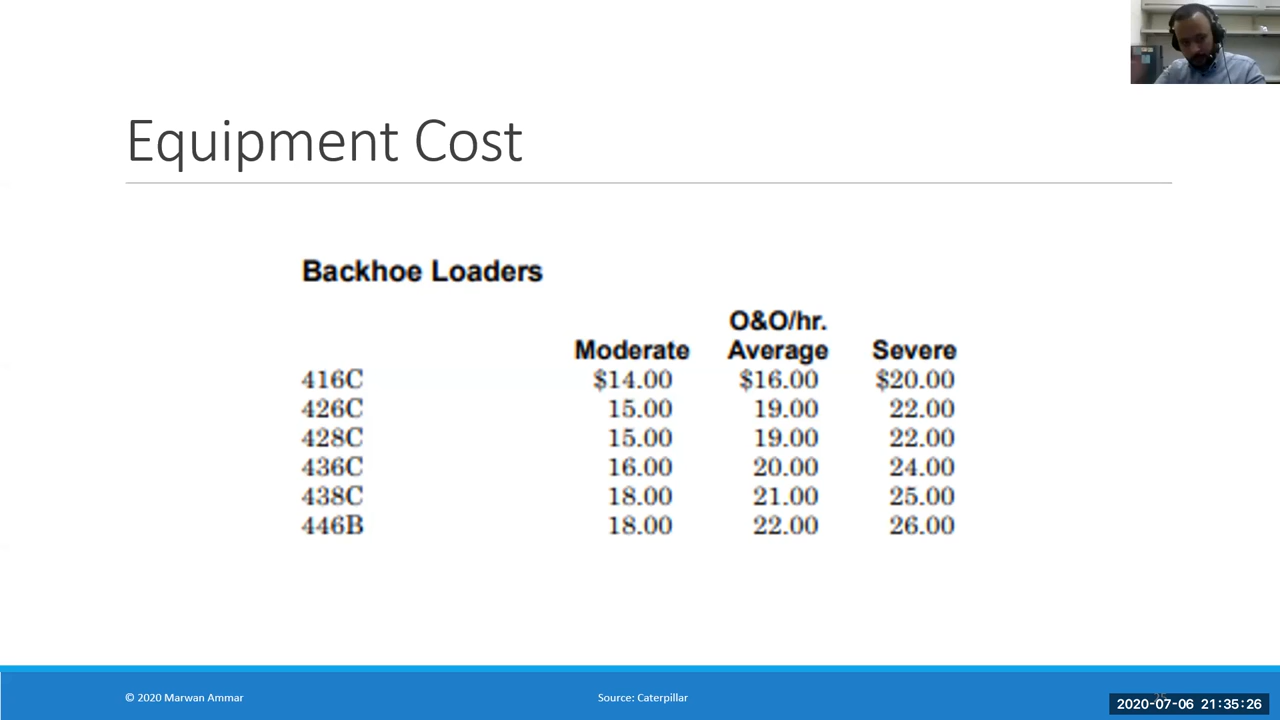 Equipment Cost
Backhoe Loaders
O&O/hr.
Moderate Average Severe
416C $14.00 $16.00 $20.00
426C 15.00 19.00 22.00
428C 15.00 19.00 22.00
436C 16.00 20.00 24.00
438C 18.00 21.00 25.00
446B 18.00 22.00 26.00
© 2020 Marwan Ammar Source: Caterpillar
2020-07-06 21:35:26